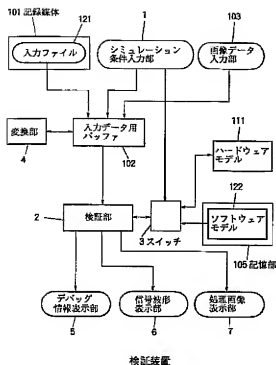 101 記録媒体
121
入力ファイル
1
シミュレーション
条件入力部
103
画像データ
入力部
変換部
4
入力データ用
バッファ
102
111
ハードウェア
モデル
2
検証部
3 スイッチ
122
ソフトウェア
モデル
105 記憶部
デバッグ
情報表示部
5
信号波形
表示部
6
処理画像
表示部
7
検証装置